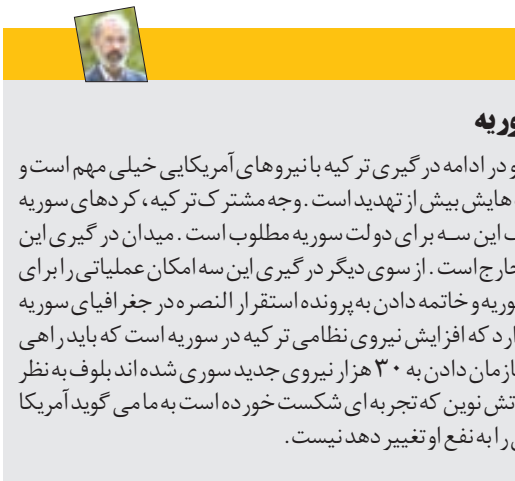 وریه
و در ادامه درگیری ترکیه با نیروهای آمریکایی خیلی مهم است و
هایش بیش از تهدید است. وجه مشترک ترکیه، کردهای سوریه
این سه برای دولت سوریه مطلوب است. میدان درگیری این
خارج است. از سوی دیگر درگیری این سه امکان عملیاتی را برای
وریه و خاتمه دادن به پرونده استقرار النصره در جغرافیای سوریه
ارد که افزایش نیروی نظامی ترکیه در سوریه است که باید راهی
ازمان دادن به ۳۰ هزار نیروی جدید سوری شده اند بلوف به نظر
تش نوین که تجربه ای شکست خورده است به ما می گوید آمریکا
را به نفع او تغییر دهد نیست.